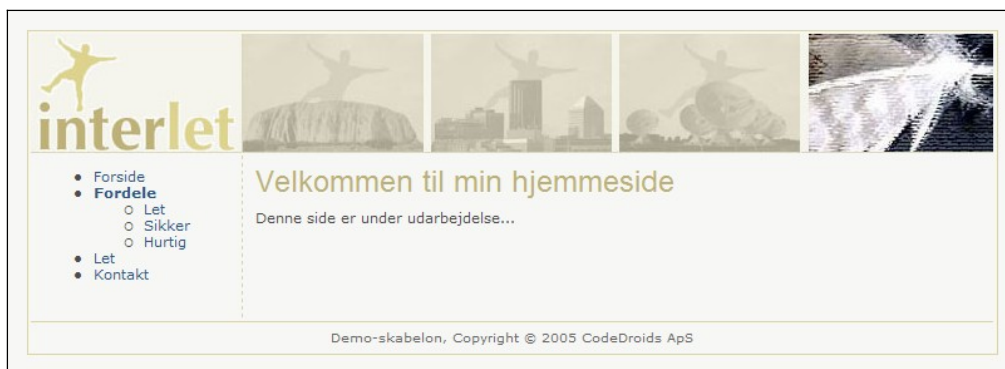 interlet
Forside
Fordele
Let
Sikker
Hurtig
Let
Kontakt
Velkommen til min hjemmeside
Denne side er under udarbejdelse...
Demo-skabelon, Copyright © 2005 CodeDroids ApS